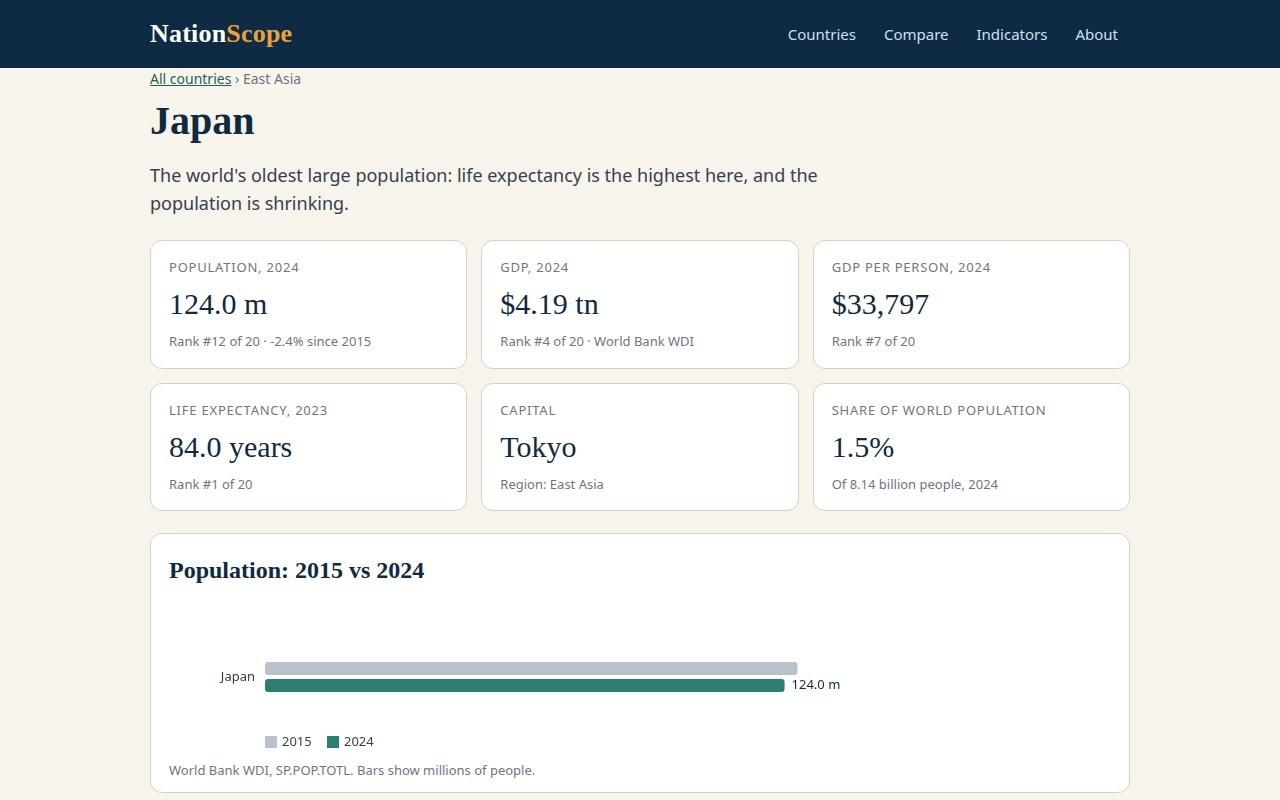 NationScope
Countries Compare Indicators About
All countries › East Asia
Japan
The world's oldest large population: life expectancy is the highest here, and the
population is shrinking.
POPULATION, 2024
124.0 m
Rank #12 of 20 · -2.4% since 2015
GDP, 2024
$4.19 tn
Rank #4 of 20 · World Bank WDI
GDP PER PERSON, 2024
$33,797
Rank #7 of 20
LIFE EXPECTANCY, 2023
84.0 years
Rank #1 of 20
CAPITAL
Tokyo
Region: East Asia
SHARE OF WORLD POPULATION
1.5%
Of 8.14 billion people, 2024
Population: 2015 vs 2024
Japan
124.0 m
2015 2024
World Bank WDI, SP.POP.TOTL. Bars show millions of people.